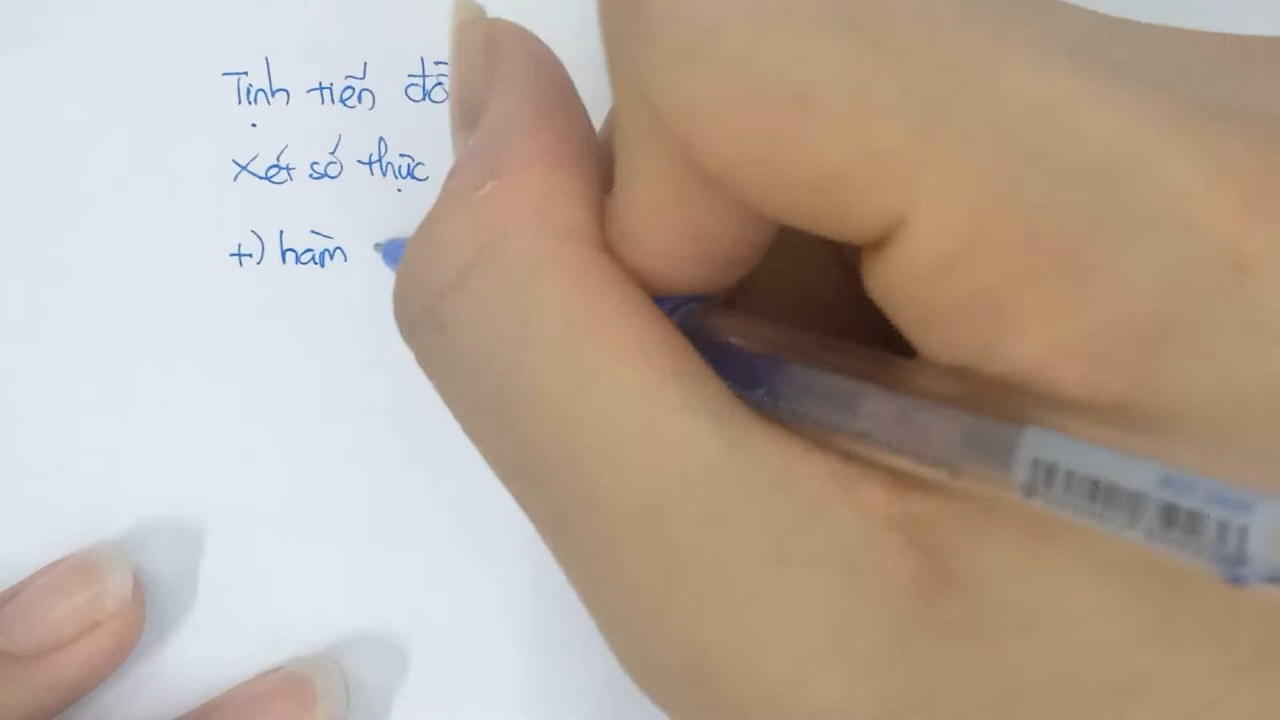 Tịnh tiến đồ
Xét số thực
+) hàm